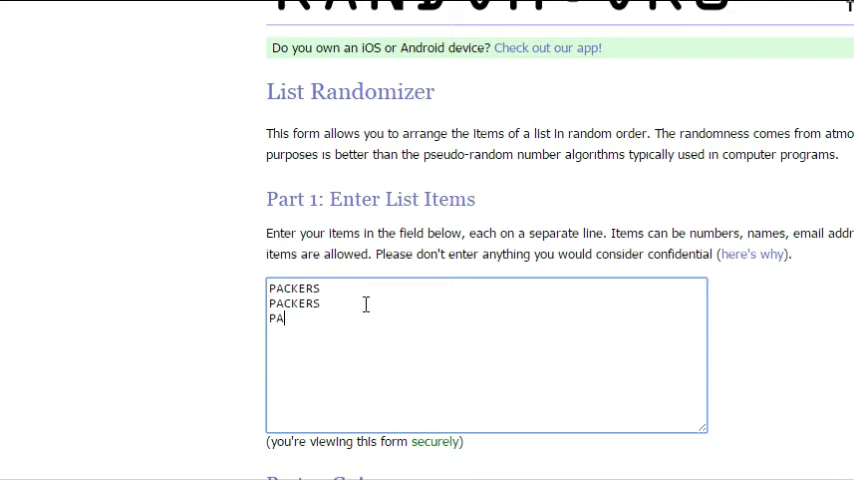 Do you own an iOS or Android device? Check out our app!
List Randomizer
This form allows you to arrange the items of a list in random order. The randomness comes from atmo
purposes is better than the pseudo-random number algorithms typically used in computer programs.
Part 1: Enter List Items
Enter your items in the field below, each on a separate line. Items can be numbers, names, email addr
items are allowed. Please don't enter anything you would consider confidential (here's why).
PACKERS
PACKERS
PA
(you're viewing this form securely)